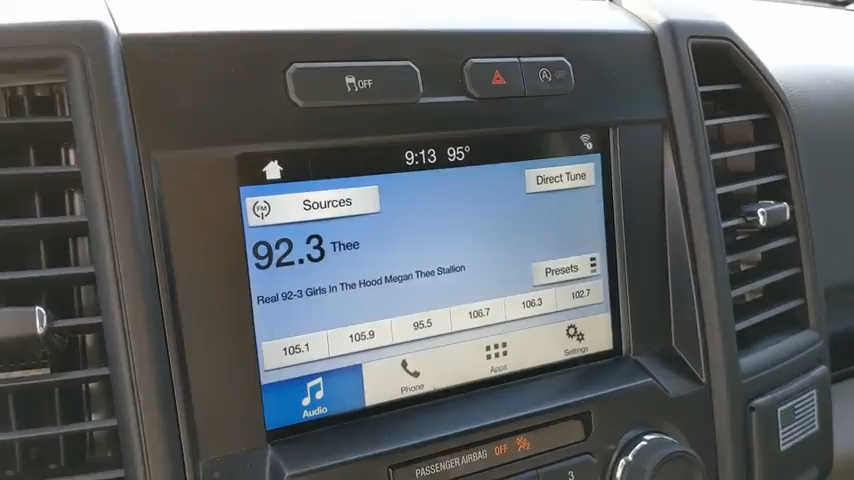 OFF
OFF
9:13 95°
FM
Sources
Direct Tune
92.3 Thee
Real 92-3 Girls In The Hood Megan Thee Stallion
Presets
105.1 105.9 95.5 106.7 106.3 102.7
Audio Phone Apps Settings
PASSENGER AIRBAG OFF
3